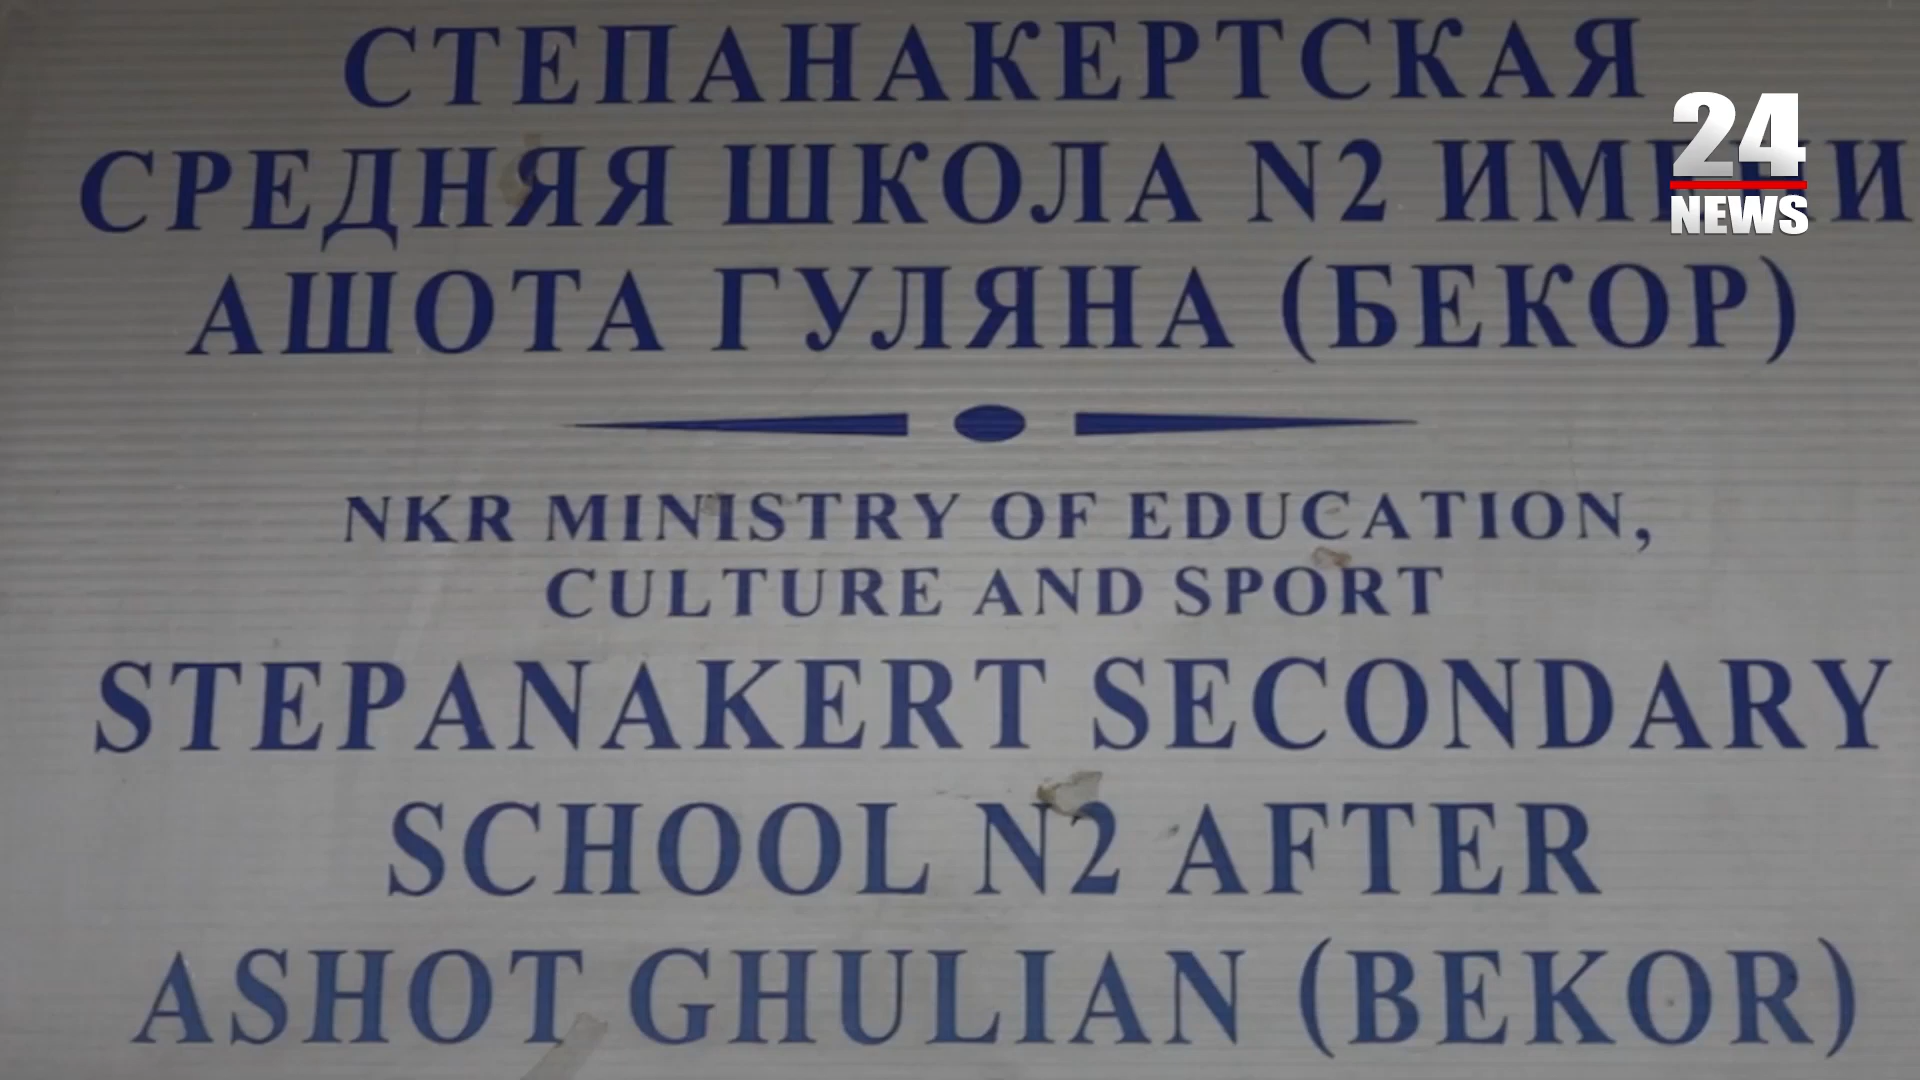 СТЕПАНАКЕРТСКАЯ
СРЕДНЯЯ ШКОЛА N2 ИМЕНИ
АШОТА ГУЛЯНА (БЕКОР)
NKR MINISTRY OF EDUCATION,
CULTURE AND SPORT
STEPANAKERT SECONDARY
SCHOOL N2 AFTER
ASHOT GHULIAN (BEKOR)
24
NEWS